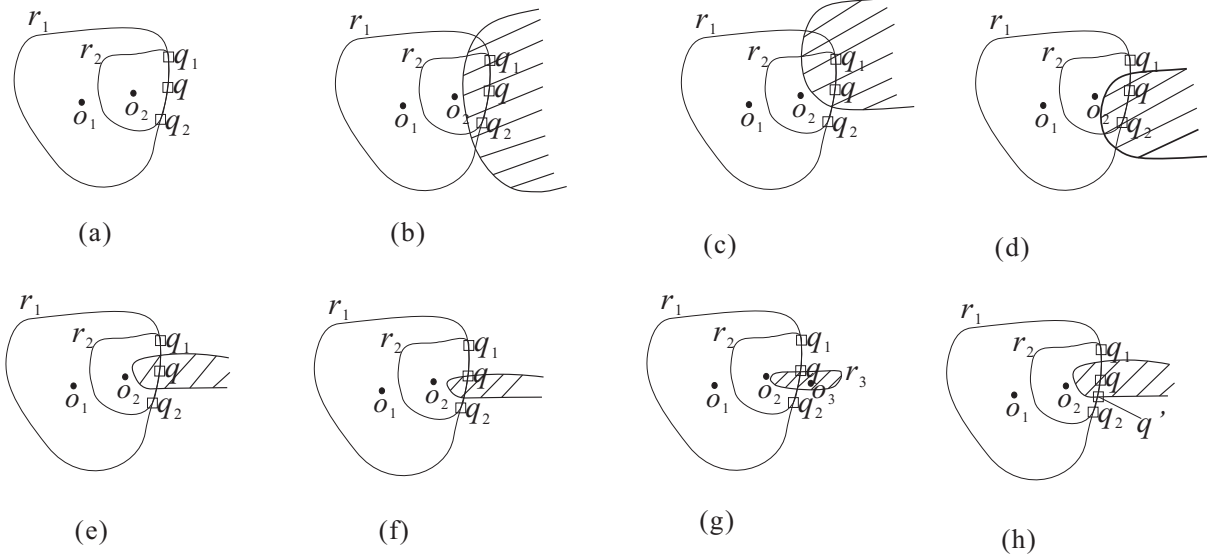 r1 r2 q1 q q2 o1 o2
(a)
r1 r2 q1 q q2 o1 o2
(b)
r1 r2 q1 q q2 o1 o2
(c)
r1 r2 q1 q q2 o1 o2
(d)
r1 r2 q1 q q2 o1 o2
(e)
r1 r2 q1 q q2 o1 o2
(f)
r1 r2 q1 q r3 q2 o1 o2 o3
(g)
r1 r2 q1 q q2 o1 o2 q’
(h)